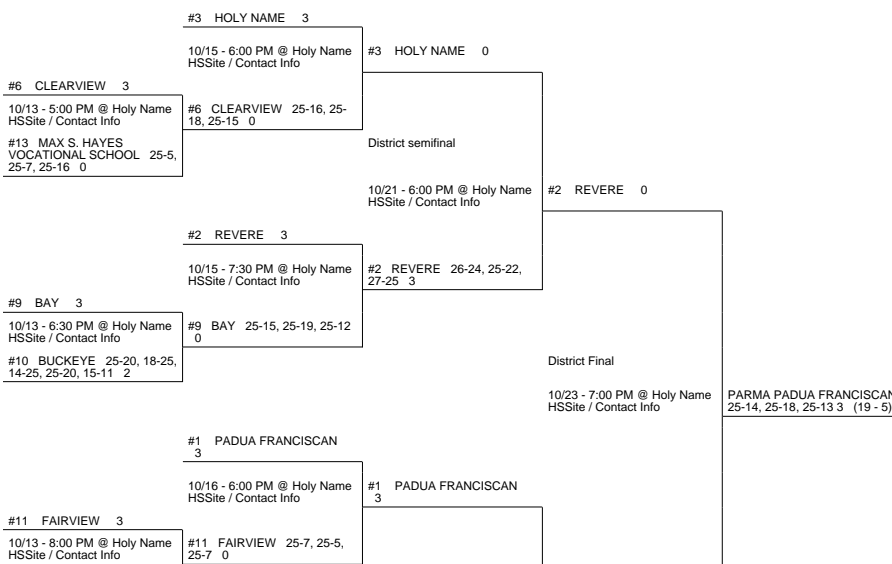 #3 HOLY NAME 3
10/15 - 6:00 PM @ Holy Name
HSSite / Contact Info
#3 HOLY NAME 0
#6 CLEARVIEW 3
10/13 - 5:00 PM @ Holy Name
HSSite / Contact Info
#6 CLEARVIEW 25-16, 25-
18, 25-15 0
#13 MAX S. HAYES
VOCATIONAL SCHOOL 25-5,
25-7, 25-16 0
District semifinal
10/21 - 6:00 PM @ Holy Name
HSSite / Contact Info
#2 REVERE 0
#2 REVERE 3
10/15 - 7:30 PM @ Holy Name
HSSite / Contact Info
#2 REVERE 26-24, 25-22,
27-25 3
#9 BAY 3
10/13 - 6:30 PM @ Holy Name
HSSite / Contact Info
#9 BAY 25-15, 25-19, 25-12
0
#10 BUCKEYE 25-20, 18-25,
14-25, 25-20, 15-11 2
District Final
10/23 - 7:00 PM @ Holy Name
HSSite / Contact Info
PARMA PADUA FRANCISCAN
25-14, 25-18, 25-13 3 (19 - 5)
#1 PADUA FRANCISCAN
3
10/16 - 6:00 PM @ Holy Name
HSSite / Contact Info
#1 PADUA FRANCISCAN
3
#11 FAIRVIEW 3
10/13 - 8:00 PM @ Holy Name
HSSite / Contact Info
#11 FAIRVIEW 25-7, 25-5,
25-7 0